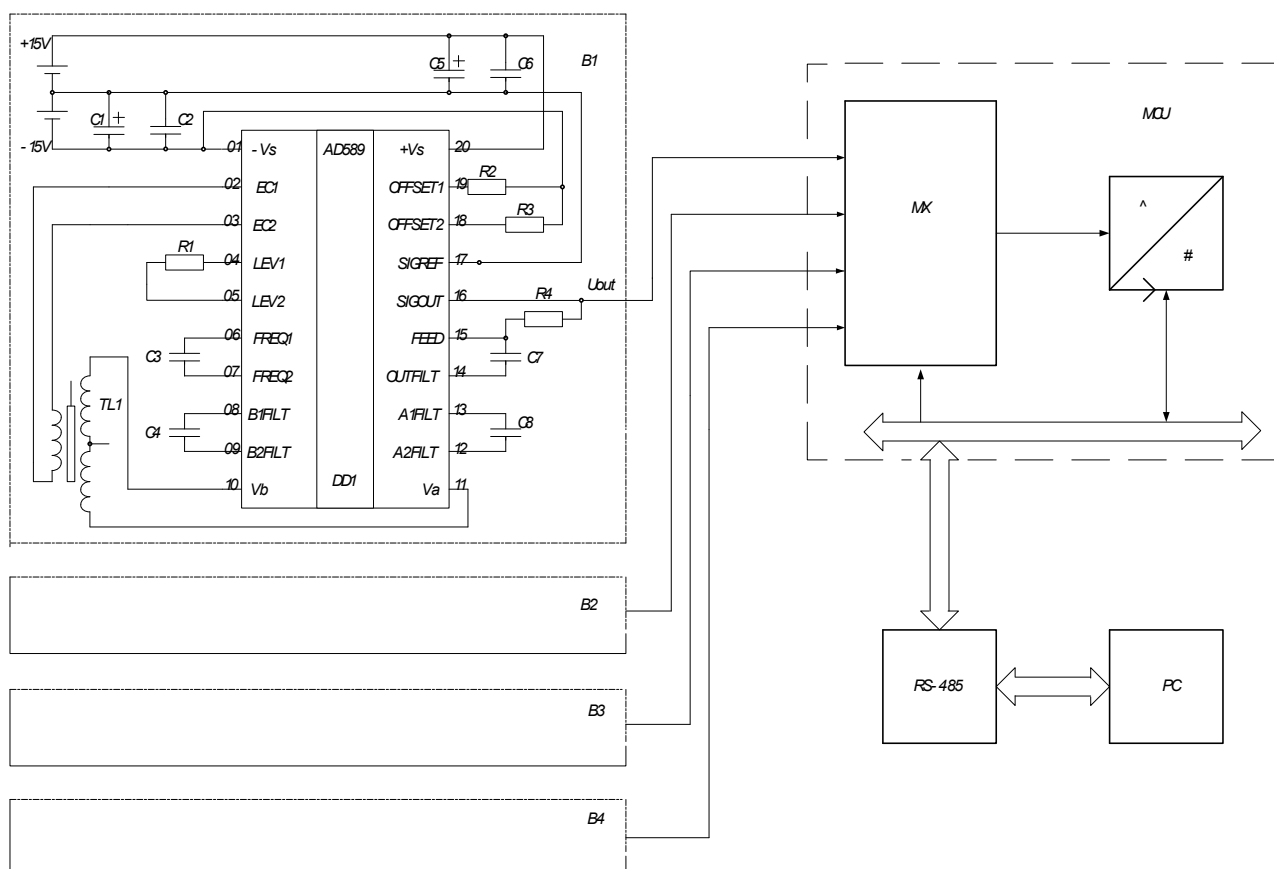 +15V
C5 +
C6
B1
- 15V
C1 +
C2
01 - Vs AD589 +Vs 20
02 EC1 OFFSET1 19 R2
03 EC2 OFFSET2 18 R3
R1 04 LEV1 SIGREF 17
05 LEV2 SIGOUT 16 Uout
R4
06 FREQ1 FEED 15
C3
C7
07 FREQ2 OUTFILT 14
TL1
08 B1FILT A1FILT 13
C4
C8
09 B2FILT A2FILT 12
10 Vb DD1 Va 11
B2
B3
B4
MCU
MX
^
#
RS- 485
PC